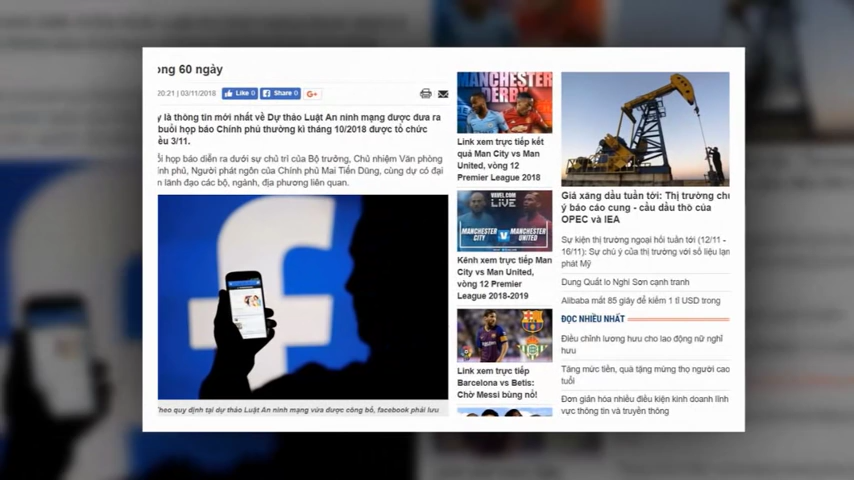 ong 60 ngày
20:21 | 03/11/2018
Like 0
Share 0
G+
y là thông tin mới nhất về Dự thảo Luật An ninh mạng được đưa ra
buổi họp báo Chính phủ thường kì tháng 10/2018 được tổ chức
ều 3/11.
ổi họp báo diễn ra dưới sự chủ trì của Bộ trưởng, Chủ nhiệm Văn phòng
ính phủ, Người phát ngôn của Chính phủ Mai Tiến Dũng, cùng dự có đại
n lãnh đạo các bộ, ngành, địa phương liên quan.
f
Theo quy định tại dự thảo Luật An ninh mạng vừa được công bố, facebook phải lưu
MANCHESTER
DERBY
Link xem trực tiếp kết
quả Man City vs Man
United, vòng 12
Premier League 2018
LIVE
MANCHESTER
CITY
MANCHESTER
UNITED
Kênh xem trực tiếp Man
City vs Man United,
vòng 12 Premier
League 2018-2019
Link xem trực tiếp
Barcelona vs Betis:
Chờ Messi bùng nổ!
Giá xăng dầu tuần tới: Thị trường chú
ý báo cáo cung - cầu dầu thô của
OPEC và IEA
Sự kiện thị trường ngoại hối tuần tới (12/11 -
16/11): Sự chú ý của thị trường với số liệu lạm
phát Mỹ
Dung Quất lo Nghi Sơn cạnh tranh
Alibaba mất 85 giây để kiếm 1 tỉ USD trong
ĐỌC NHIỀU NHẤT
Điều chỉnh lương hưu cho lao động nữ nghỉ
hưu
Tăng mức tiền, quà tặng mừng thọ người cao
tuổi
Đơn giản hóa nhiều điều kiện kinh doanh lĩnh
vực thông tin và truyền thông